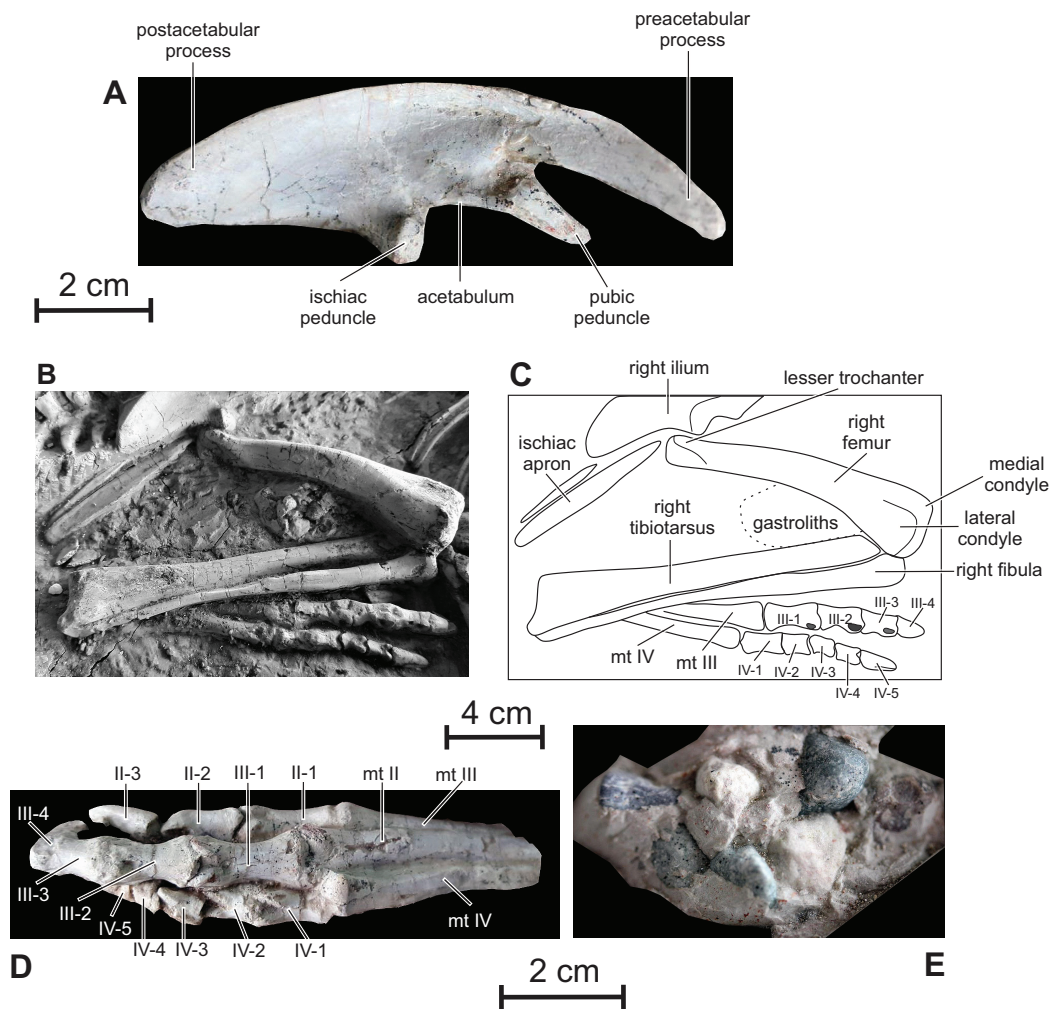 postacetabular
process
preacetabular
process
A
2 cm
ischiac
peduncle
acetabulum
pubic
peduncle
B
C
right ilium
lesser trochanter
ischiac
apron
right
femur
medial
condyle
right
tibiotarsus
gastroliths
lateral
condyle
right fibula
III-1
III-2
III-3
III-4
mt IV
mt III
IV-1
IV-2
IV-3
IV-4
IV-5
4 cm
II-3
II-2
III-1
II-1
mt II
mt III
III-4
III-3
III-2
IV-5
IV-4
IV-3
IV-2
IV-1
mt IV
D
2 cm
E